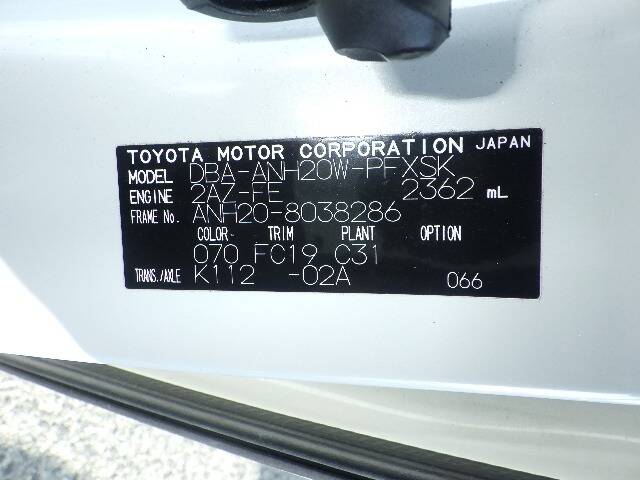 TOYOTA MOTOR CORPORATION JAPAN
MODEL DBA-ANH20W-PFXSK
ENGINE 2AZ-FE 2362 mL
FRAME No. ANH20-8038286
COLOR TRIM PLANT OPTION
070 FC19 C31
TRANS./AXLE K112 -02A 066